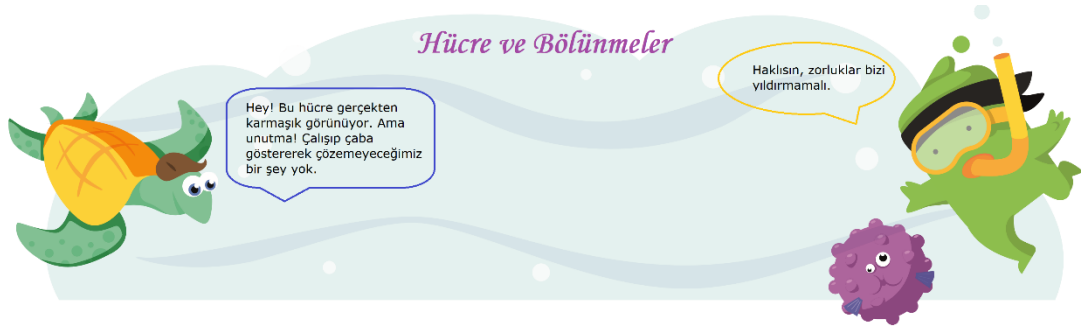 Hücre ve Bölünmeler
Hey! Bu hücre gerçekten
karmaşık görünüyor. Ama
unutma! Çalışıp çaba
göstererek çözemeyeceğimiz
bir şey yok.
Haklısın, zorluklar bizi
yıldırmamalı.